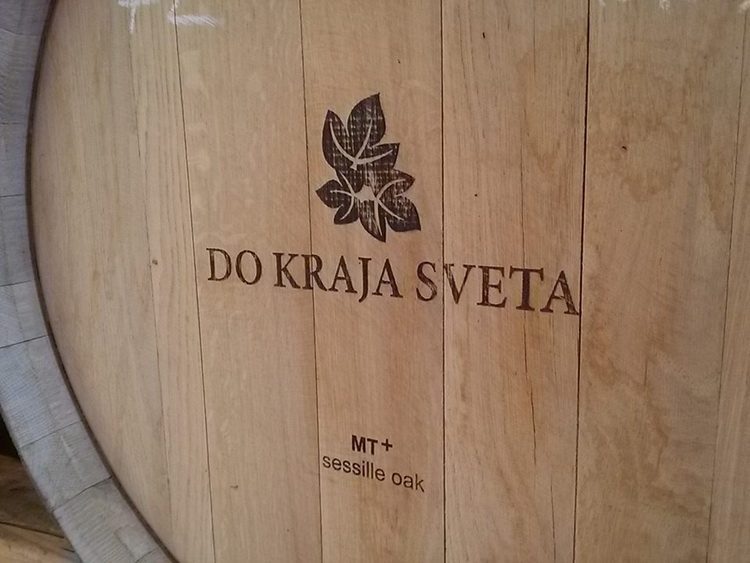 DO KRAJA SVETA
MT+
sessille oak